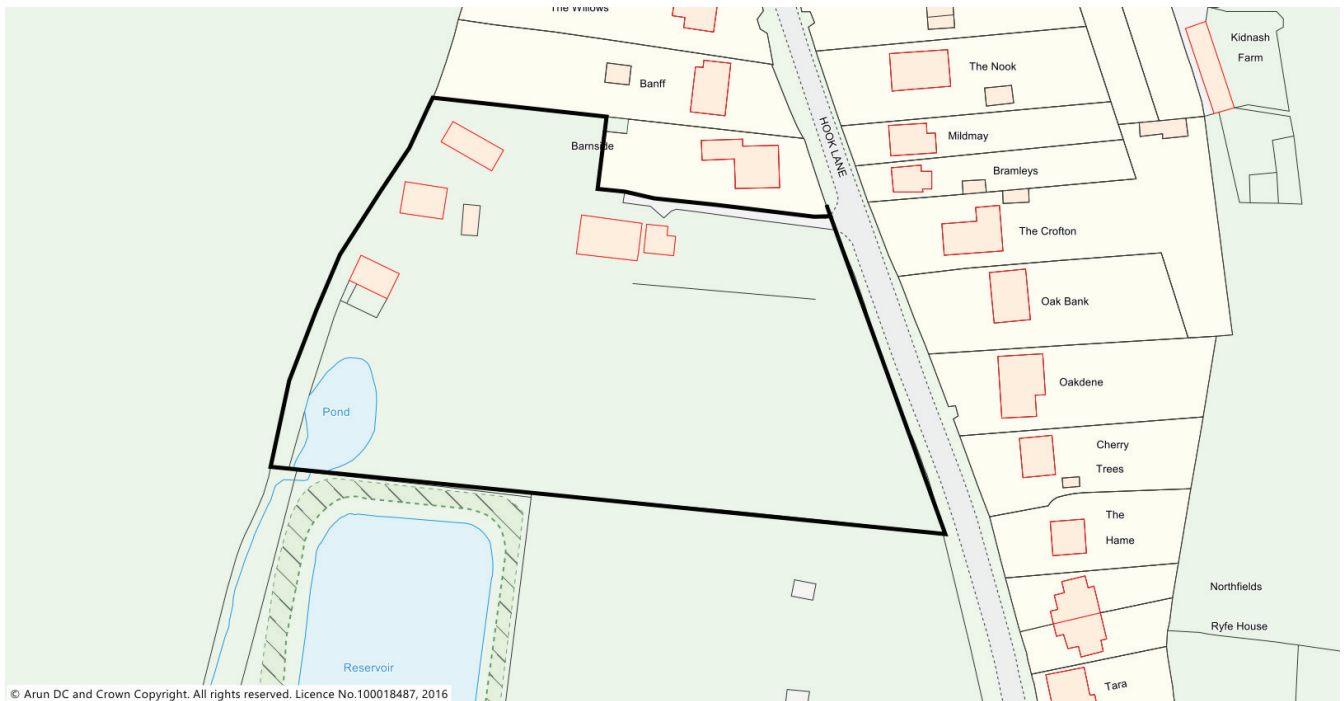 The Willows
Kidnash
Farm
The Nook
Banff
HOOK LANE
Mildmay
Barnside
Bramleys
The Crofton
Oak Bank
Oakdene
Pond
Cherry
Trees
The
Hame
Northfields
Ryfe House
Reservoir
Tara
© Arun DC and Crown Copyright. All rights reserved. Licence No.100018487, 2016